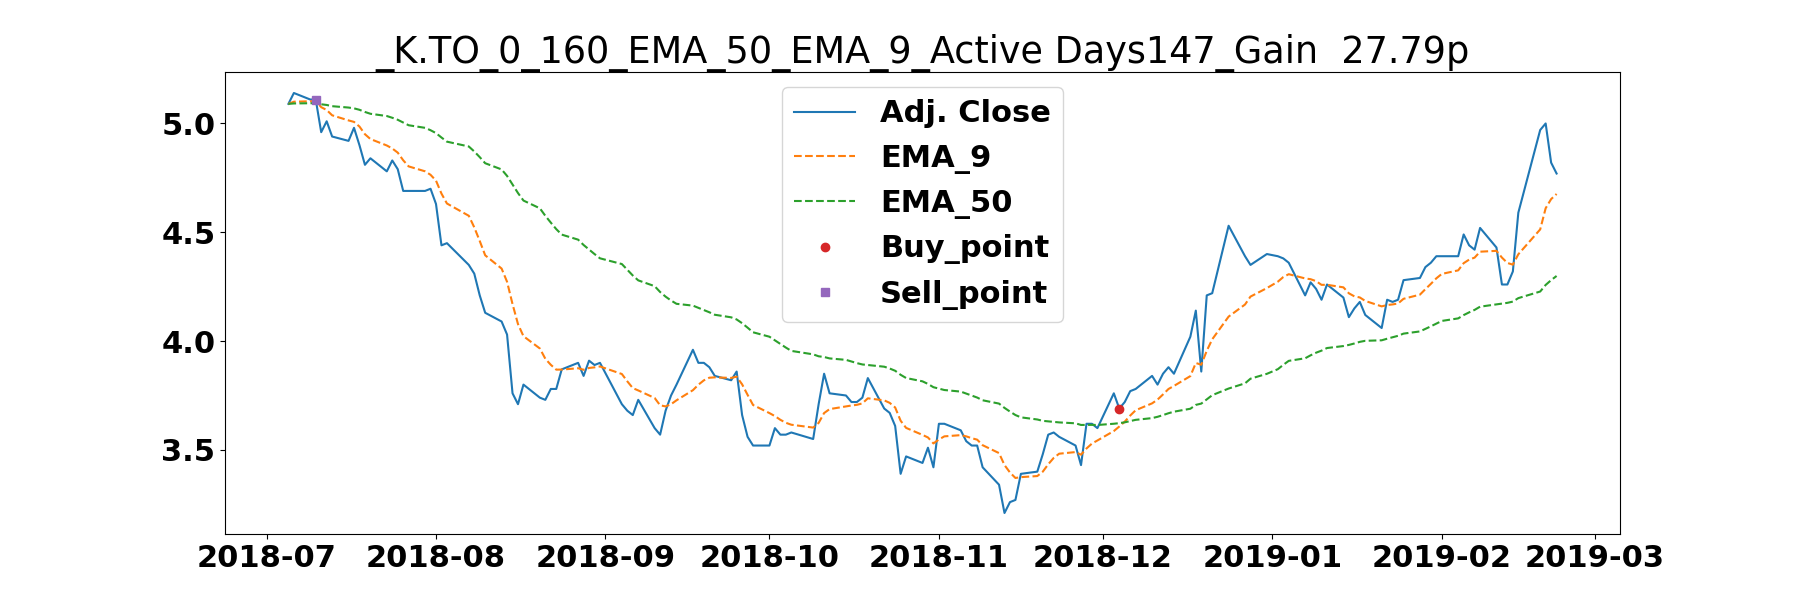 _K.TO_0_160_EMA_50_EMA_9_Active Days147_Gain  27.79p
Adj. Close
EMA_9
EMA_50
Buy_point
Sell_point
5.0
4.5
4.0
3.5
2018-07 2018-08 2018-09 2018-10 2018-11 2018-12 2019-01 2019-02 2019-03